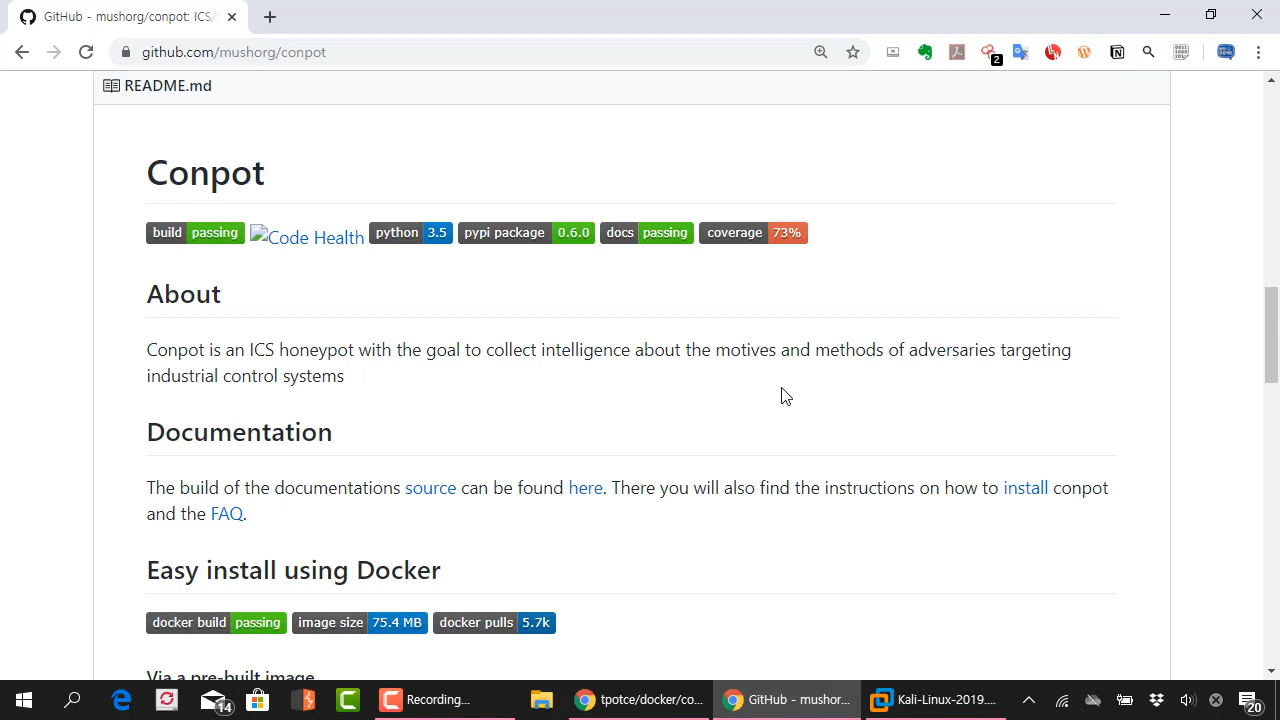 GitHub - mushorg/conpot: ICS/
github.com/mushorg/conpot
2
README.md
Conpot
build passing Code Health python 3.5 pypi package 0.6.0 docs passing coverage 73%
About
Conpot is an ICS honeypot with the goal to collect intelligence about the motives and methods of adversaries targeting
industrial control systems
Documentation
The build of the documentations source can be found here. There you will also find the instructions on how to install conpot
and the FAQ.
Easy install using Docker
docker build passing image size 75.4 MB docker pulls 5.7k
Via a pre-built image
14
Recording...
tpotce/docker/co...
GitHub - mushor...
Kali-Linux-2019....
20